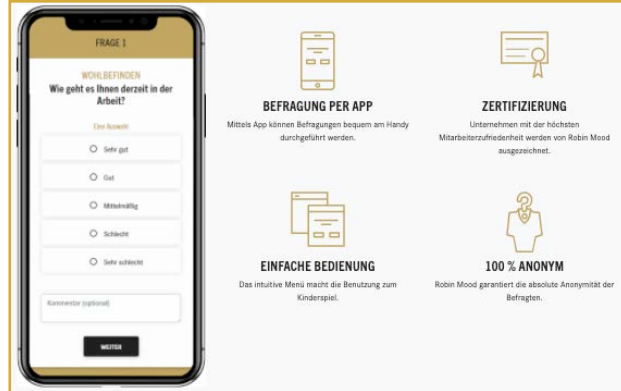 FRAGE 1
WOHLBEFINDEN
Wie geht es Ihnen derzeit in der
Arbeit?
Eine Auswahl
Sehr gut
Gut
Mittelmäßig
Schlecht
Sehr schlecht
Kommentar (optional)
WEITER
BEFRAGUNG PER APP
Mittels App können Befragungen bequem am Handy
durchgeführt werden.
ZERTIFIZIERUNG
Unternehmen mit der höchsten
Mitarbeiterzufriedenheit werden von Robin Mood
ausgezeichnet.
EINFACHE BEDIENUNG
Das intuitive Menü macht die Benutzung zum
Kinderspiel.
100 % ANONYM
Robin Mood garantiert die absolute Anonymität der
Befragten.